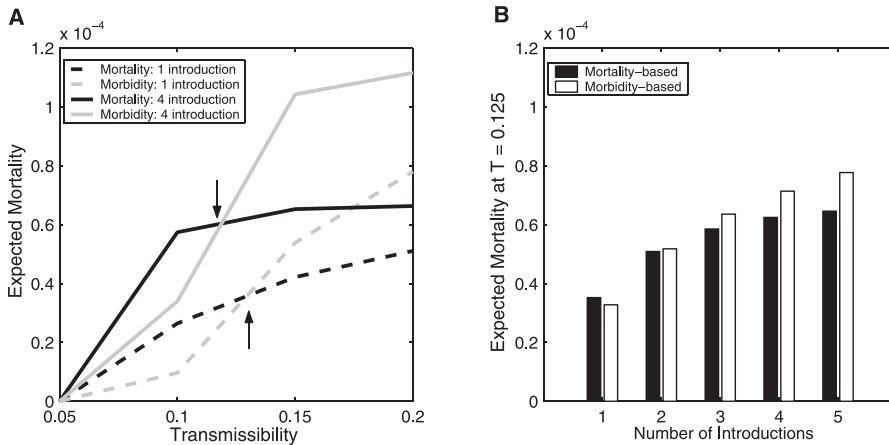 A
x 10⁻⁴
1.2
1
0.8
0.6
0.4
0.2
0
Expected Mortality
Mortality: 1 introduction
Morbidity: 1 introduction
Mortality: 4 introduction
Morbidity: 4 introduction
0.05
0.1
0.15
0.2
Transmissibility
B
x 10⁻⁴
1.2
1
0.8
0.6
0.4
0.2
0
Expected Mortality at T = 0.125
Mortality−based
Morbidity−based
1
2
3
4
5
Number of Introductions